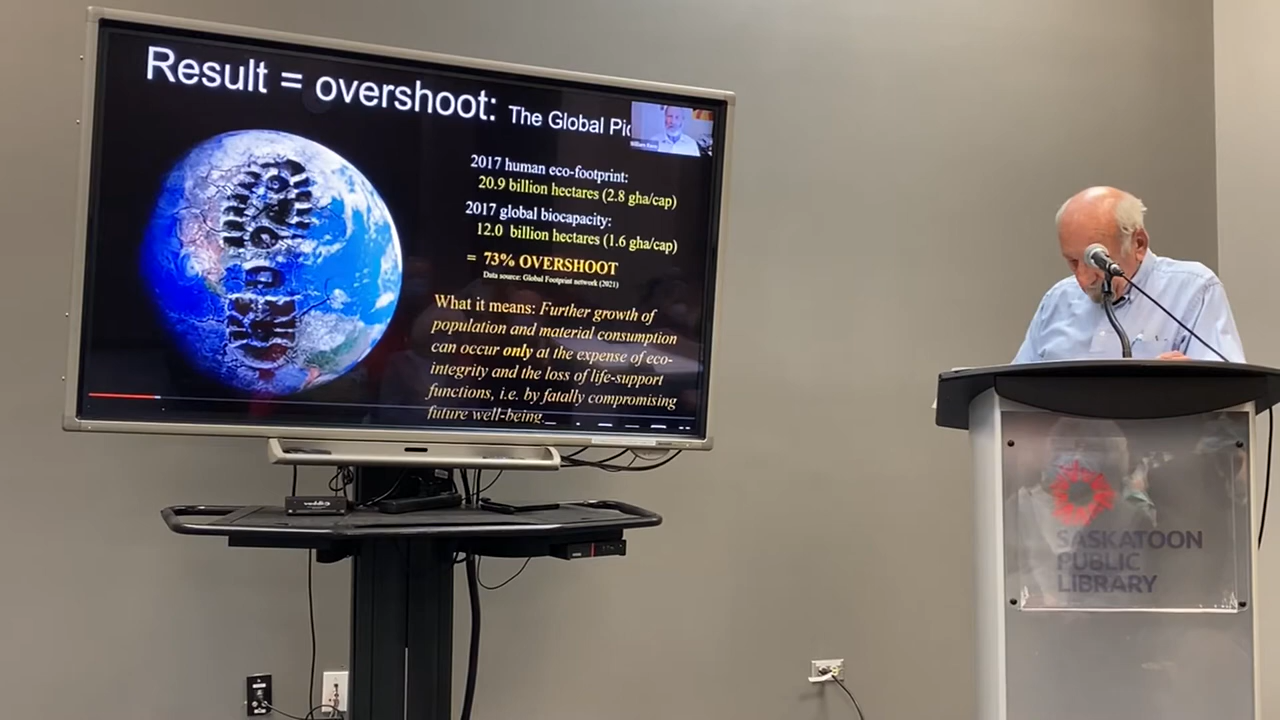 Result = overshoot: The Global
William Rees
2017 human eco-footprint:
20.9 billion hectares (2.8 gha/cap)
2017 global biocapacity:
12.0 billion hectares (1.6 gha/cap)
= 73% OVERSHOOT
Data source: Global Footprint network (2021)
What it means: Further growth of
population and material consumption
can occur only at the expense of eco-
integrity and the loss of life-support
functions, i.e. by fatally compromising
future well-being.
SASKATOON
PUBLIC
LIBRARY